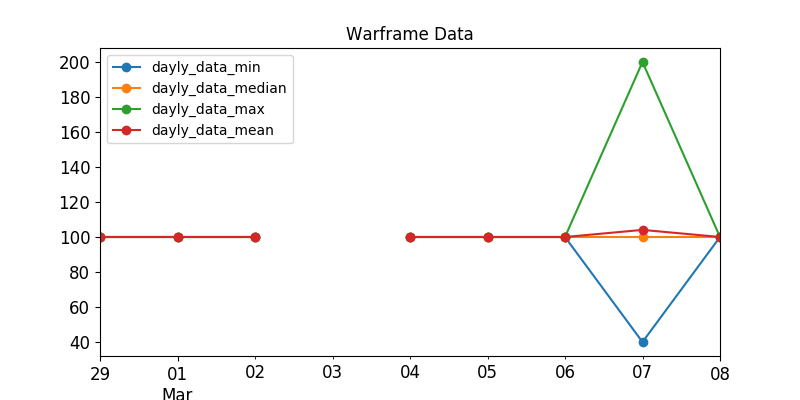 Warframe Data
dayly_data_min
dayly_data_median
dayly_data_max
dayly_data_mean
200
180
160
140
120
100
80
60
40
29 01 02 03 04 05 06 07 08
Mar